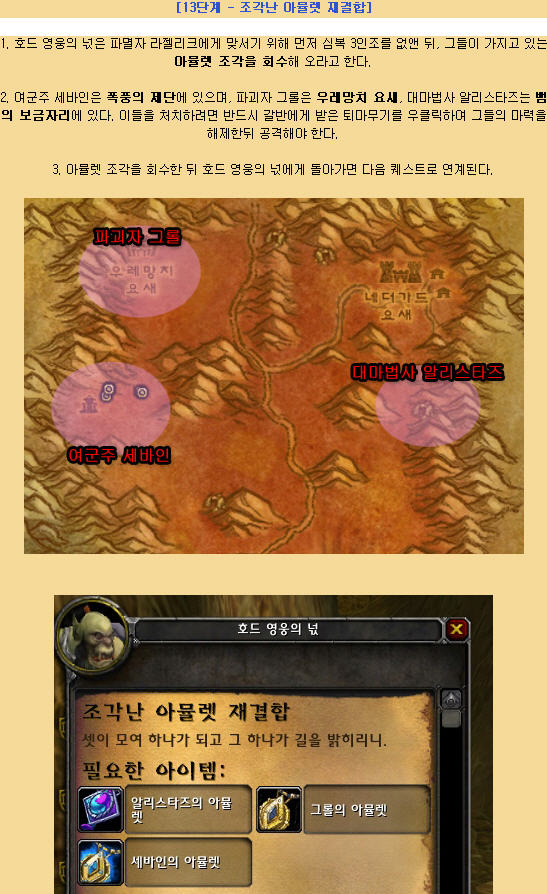 [13단계 - 조각난 아뮬렛 재결합]
1. 호드 영웅의 넋은 파멸자 라젤리크에게 맞서기 위해 먼저 심복 3인조를 없앤 뒤, 그들이 가지고 있는
아뮬렛 조각을 회수해 오라고 한다.
2. 여군주 세바인은 폭풍의 제단에 있으며, 파괴자 그롤은 우레망치 요새, 대마법사 알리스타즈는 뱀
의 보금자리에 있다. 이들을 처치하려면 반드시 갈반에게 받은 퇴마무기를 우클릭하여 그들의 마력을
해제한뒤 공격해야 한다.
3. 아뮬렛 조각을 회수한 뒤 호드 영웅의 넋에게 돌아가면 다음 퀘스트로 연계된다.
파괴자 그롤
우레망치
요새
네더가드
요새
대마법사 알리스타즈
여군주 세바인
호드 영웅의 넋
조각난 아뮬렛 재결합
셋이 모여 하나가 되고 그 하나가 길을 밝히리니.
필요한 아이템:
알리스타즈의 아뮬
렛
그롤의 아뮬렛
세바인의 아뮬렛